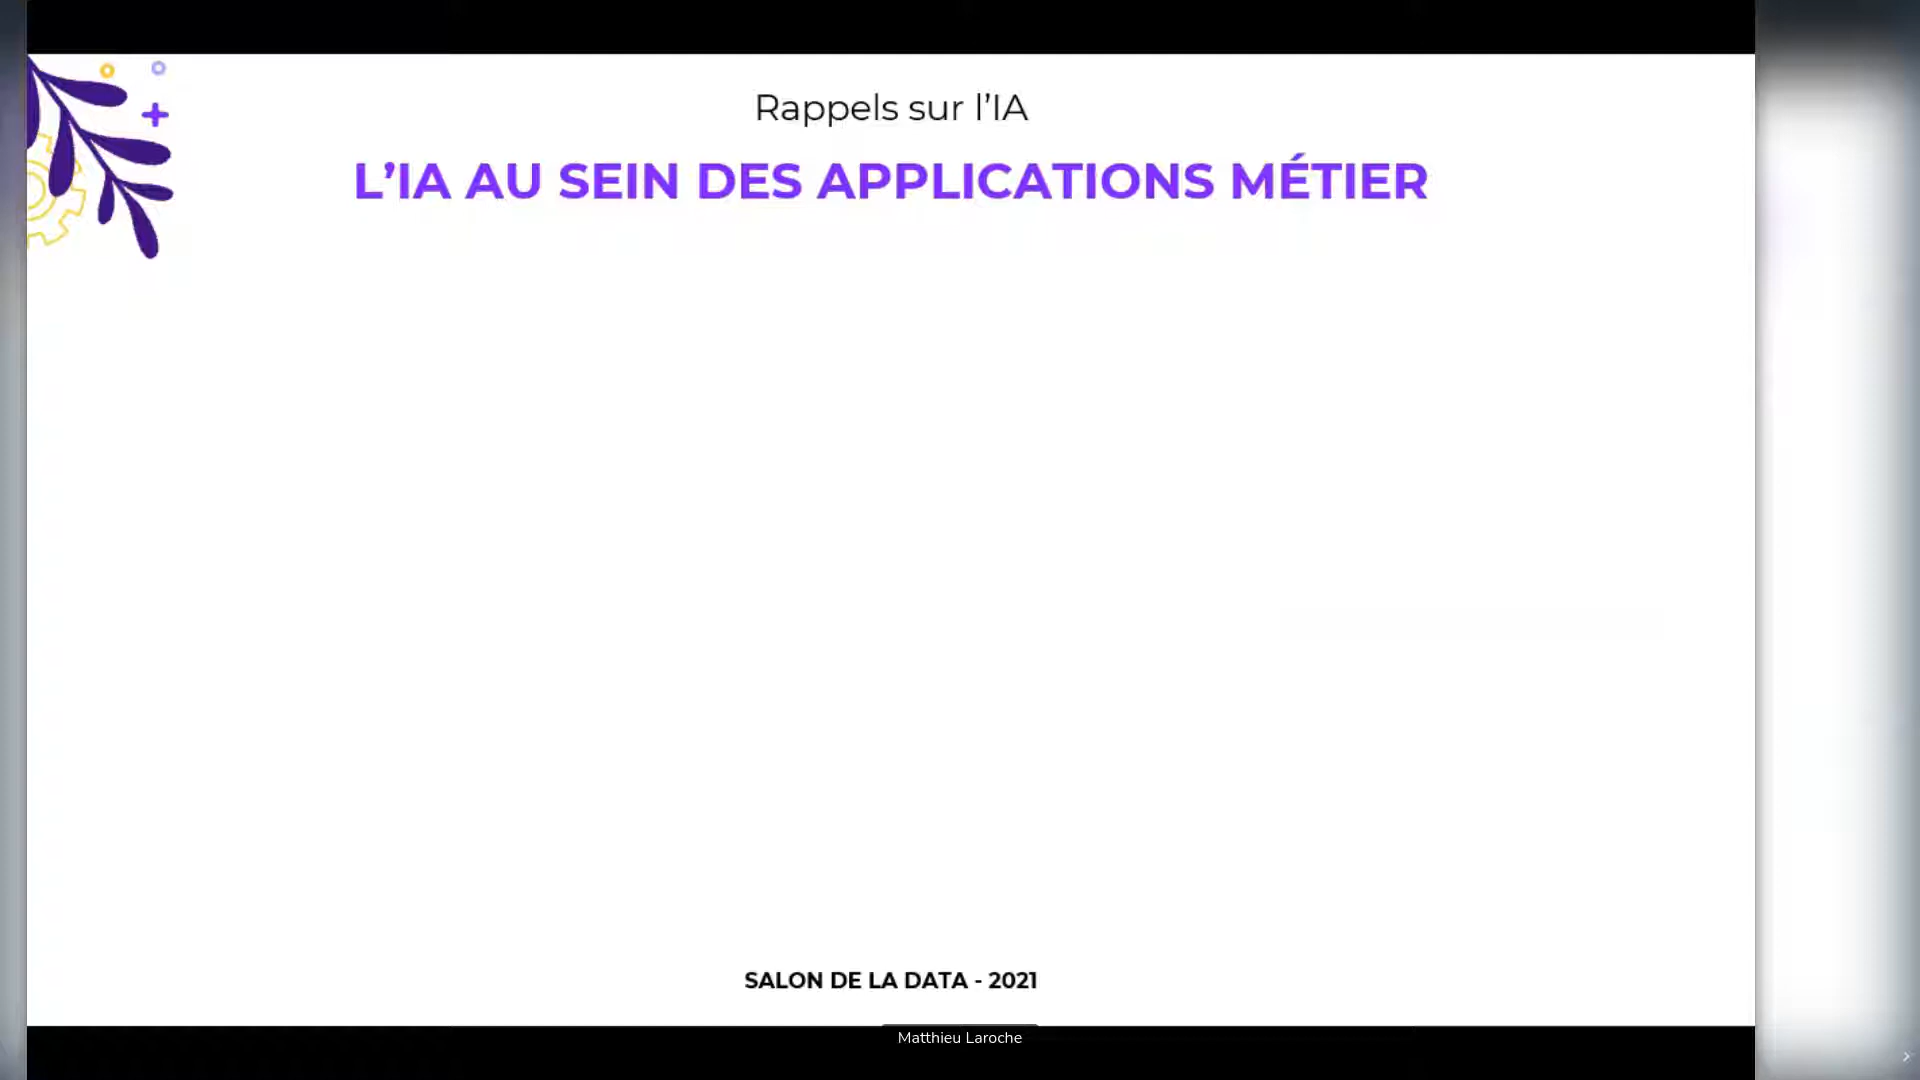 Rappels sur l’IA
L’IA AU SEIN DES APPLICATIONS MÉTIER
SALON DE LA DATA - 2021
Matthieu Laroche